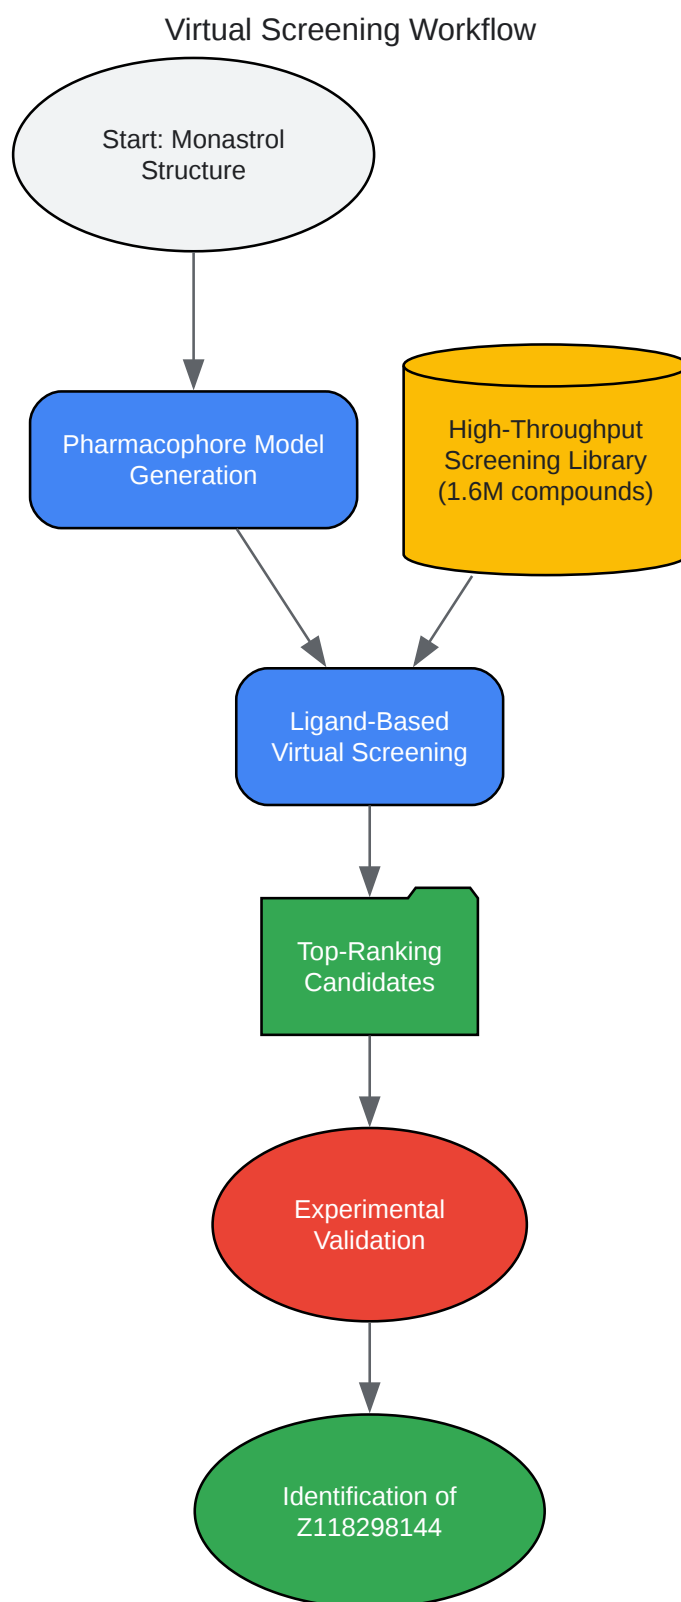 Virtual Screening Workflow
Start: Monastrol
Structure
Pharmacophore Model
Generation
High-Throughput
Screening Library
(1.6M compounds)
Ligand-Based
Virtual Screening
Top-Ranking
Candidates
Experimental
Validation
Identification of
Z118298144